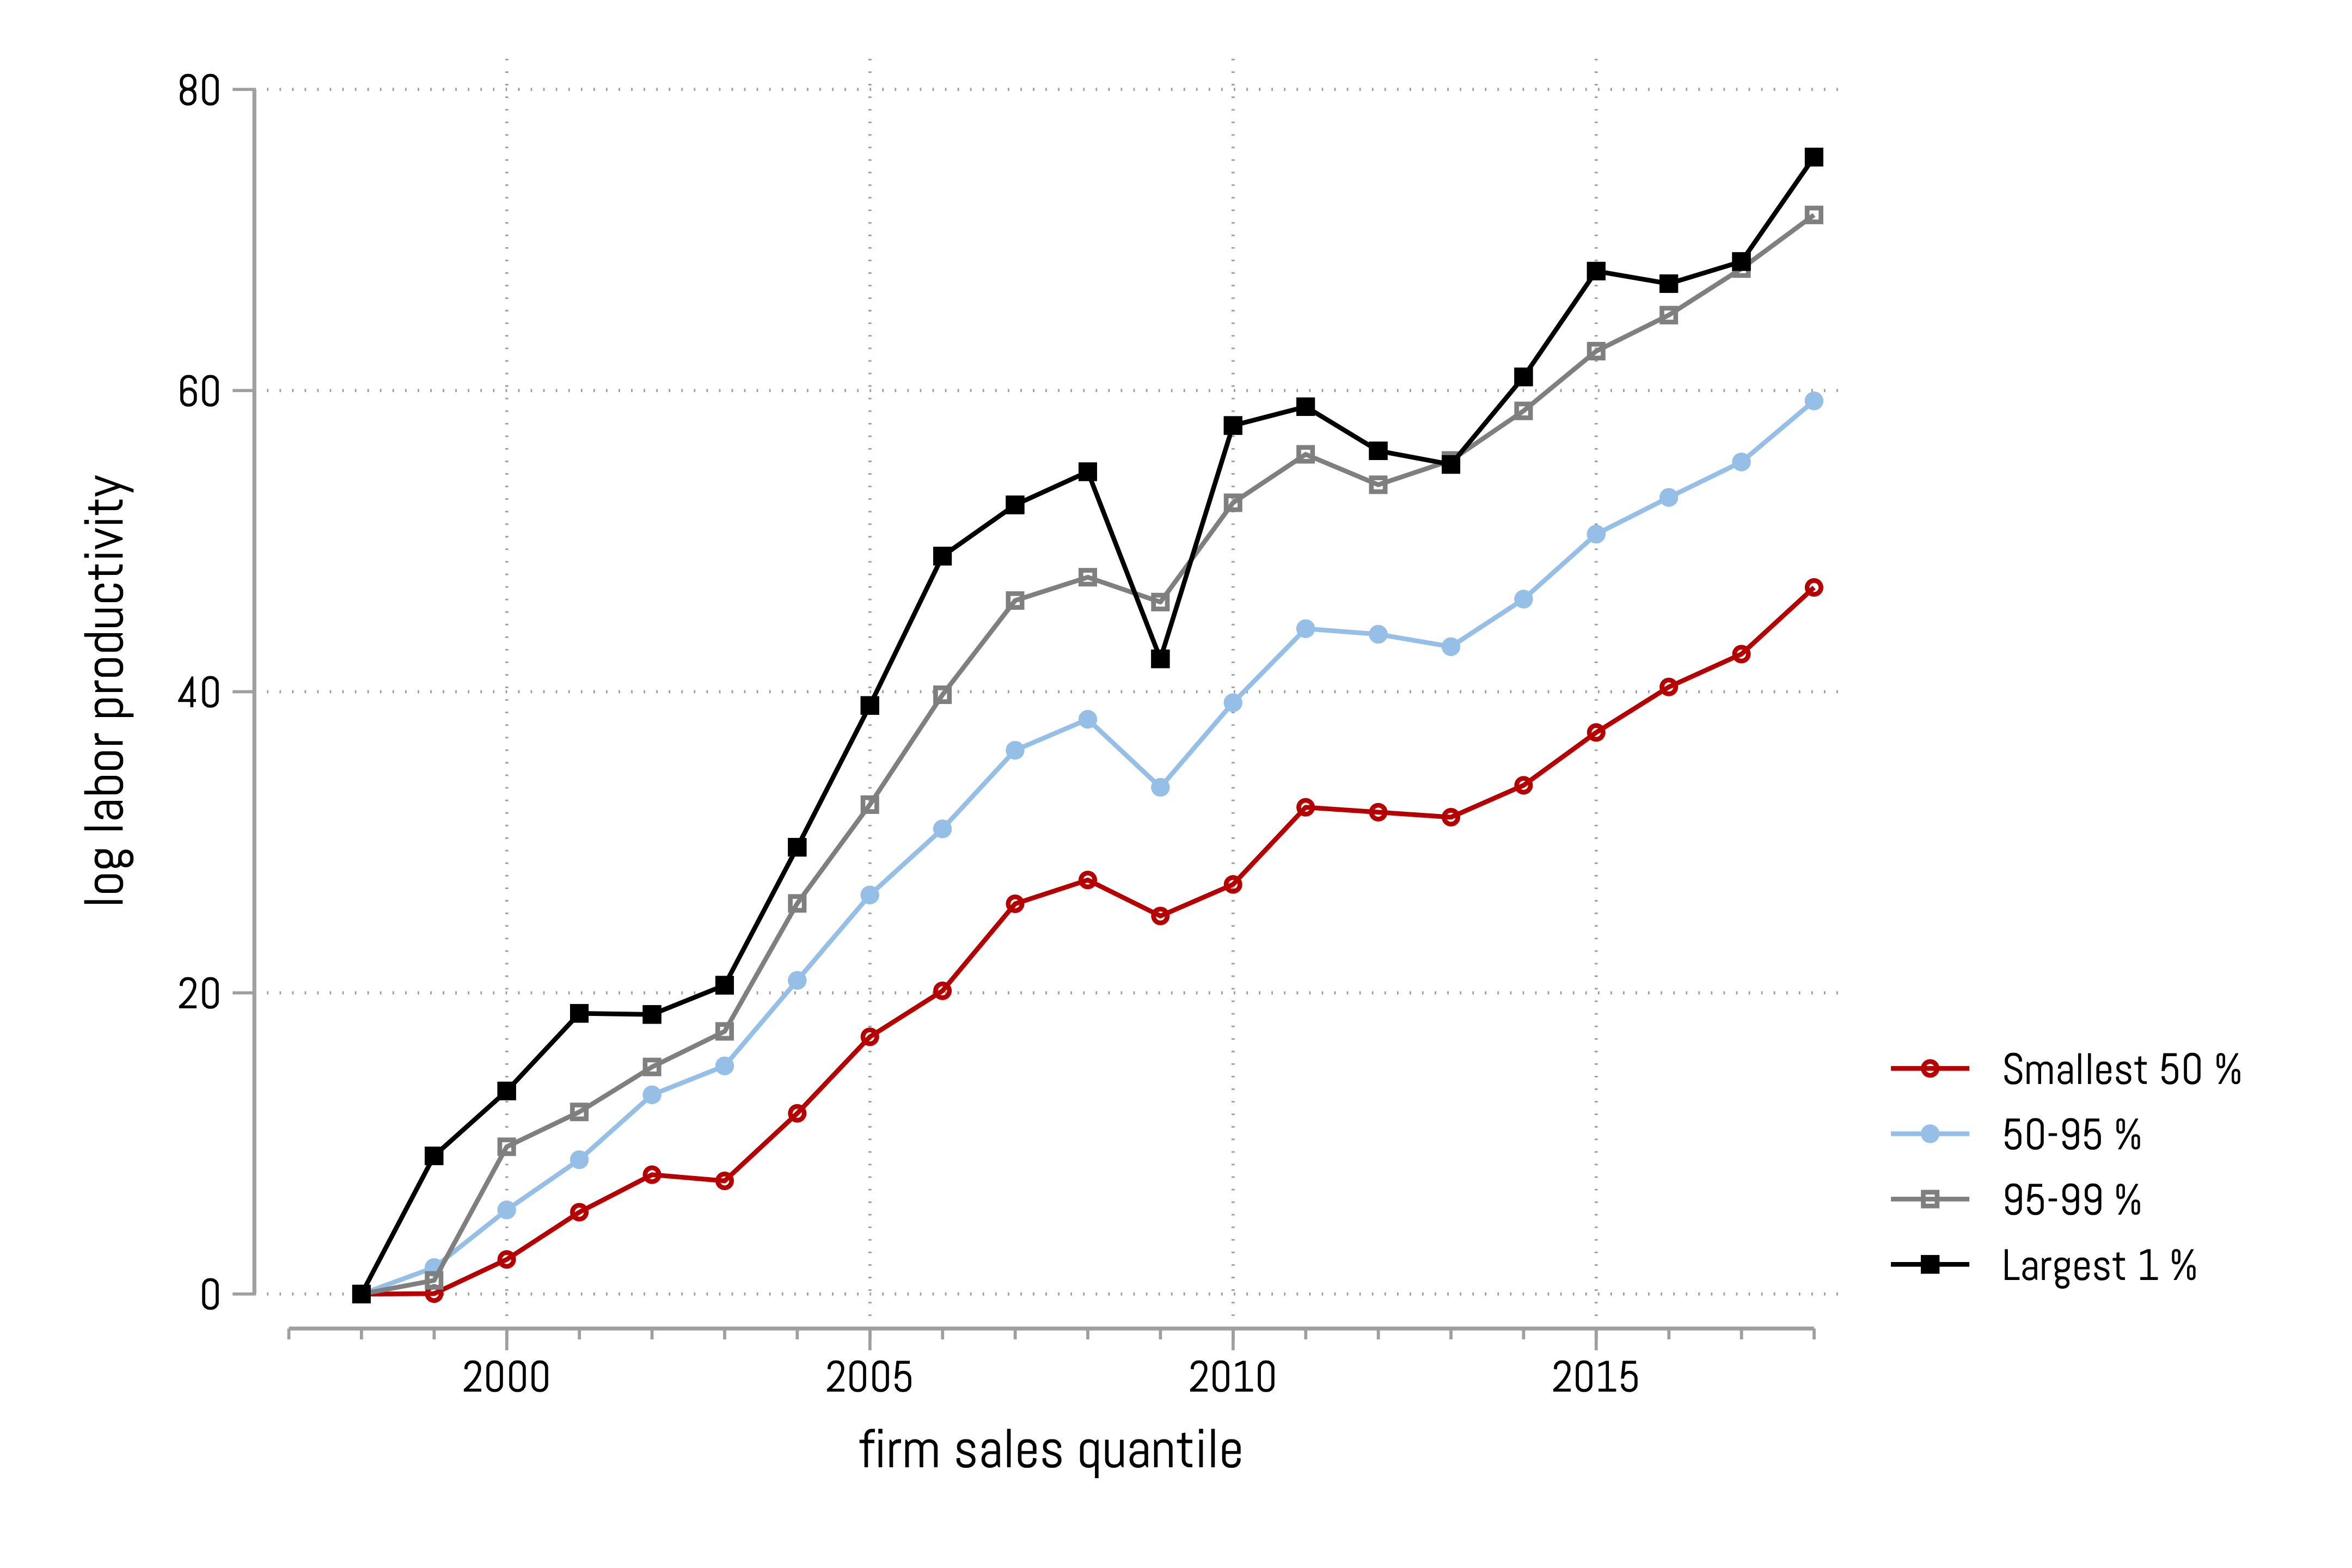 80
60
40
20
0
log labor productivity
2000 2005 2010 2015
firm sales quantile
Smallest 50 %
50-95 %
95-99 %
Largest 1 %